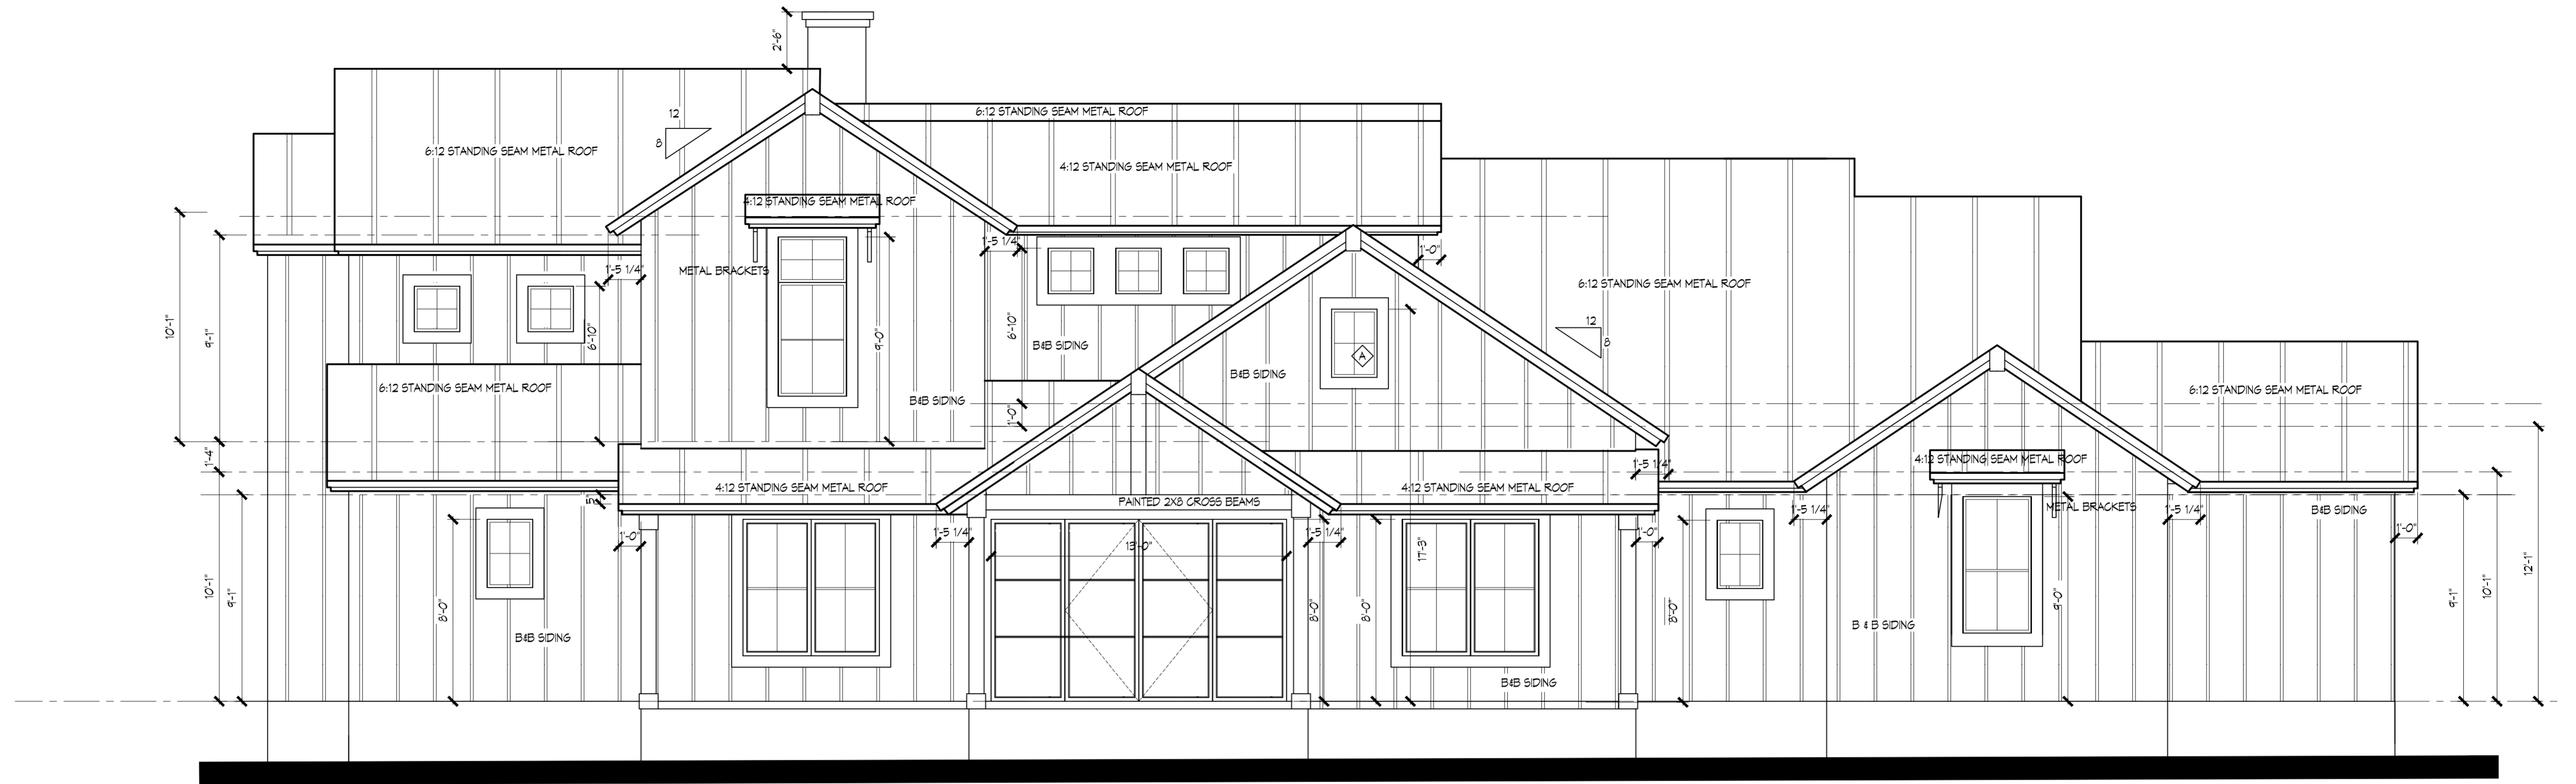 2'-6"
6:12 STANDING SEAM METAL ROOF
12
8
6:12 STANDING SEAM METAL ROOF
4:12 STANDING SEAM METAL ROOF
4:12 STANDING SEAM METAL ROOF
10'-1"
9'-1"
1'-5 1/4"
METAL BRACKETS
1'-5 1/4"
1'-0"
6:12 STANDING SEAM METAL ROOF
6'-10"
9'-0"
6'-10"
B&B SIDING
12
8
A
B&B SIDING
6:12 STANDING SEAM METAL ROOF
B&B SIDING
1'-0"
6:12 STANDING SEAM METAL ROOF
1'-4"
4:12 STANDING SEAM METAL ROOF
4:12 STANDING SEAM METAL ROOF
1'-5 1/4"
4:12 STANDING SEAM METAL ROOF
5"
PAINTED 2X8 CROSS BEAMS
METAL BRACKETS
B&B SIDING
1'-0"
1'-5 1/4"
13'-0"
1'-5 1/4"
1'-0"
1'-5 1/4"
1'-5 1/4"
1'-0"
10'-1"
9'-1"
8'-0"
8'-0"
8'-0"
17'-3"
8'-0"
9'-0"
9'-1"
10'-1"
12'-1"
B&B SIDING
B & B SIDING
B&B SIDING